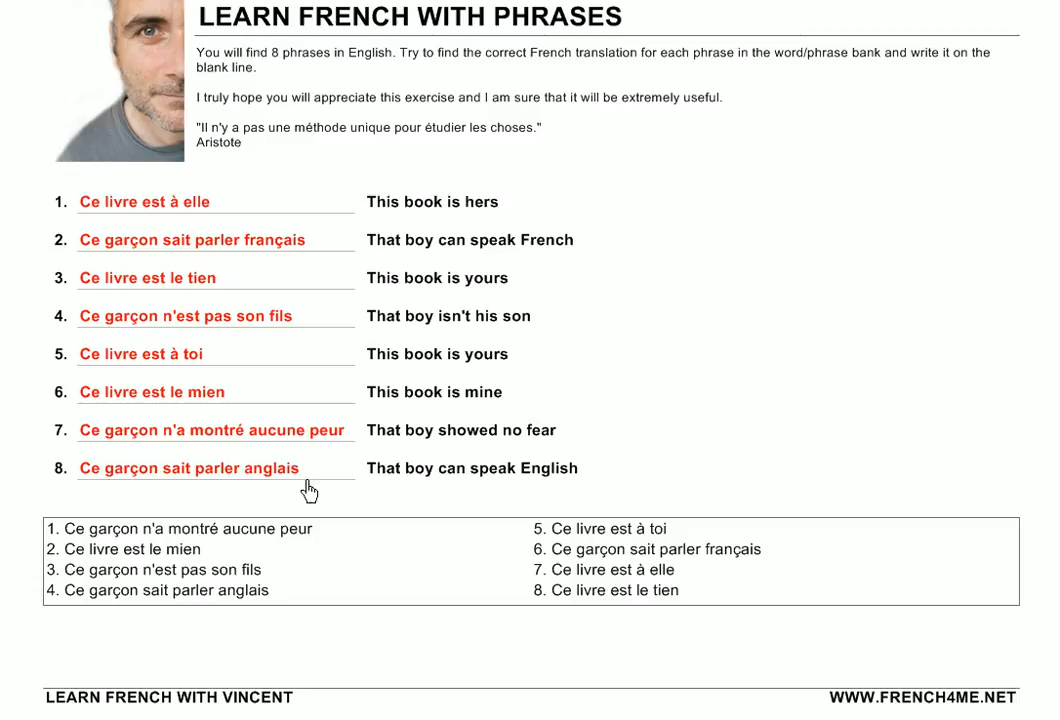 LEARN FRENCH WITH PHRASES
You will find 8 phrases in English. Try to find the correct French translation for each phrase in the word/phrase bank and write it on the
blank line.
I truly hope you will appreciate this exercise and I am sure that it will be extremely useful.
"Il n'y a pas une méthode unique pour étudier les choses."
Aristote
1. Ce livre est à elle This book is hers
2. Ce garçon sait parler français That boy can speak French
3. Ce livre est le tien This book is yours
4. Ce garçon n'est pas son fils That boy isn't his son
5. Ce livre est à toi This book is yours
6. Ce livre est le mien This book is mine
7. Ce garçon n'a montré aucune peur That boy showed no fear
8. Ce garçon sait parler anglais That boy can speak English
1. Ce garçon n'a montré aucune peur
2. Ce livre est le mien
3. Ce garçon n'est pas son fils
4. Ce garçon sait parler anglais
5. Ce livre est à toi
6. Ce garçon sait parler français
7. Ce livre est à elle
8. Ce livre est le tien
LEARN FRENCH WITH VINCENT WWW.FRENCH4ME.NET